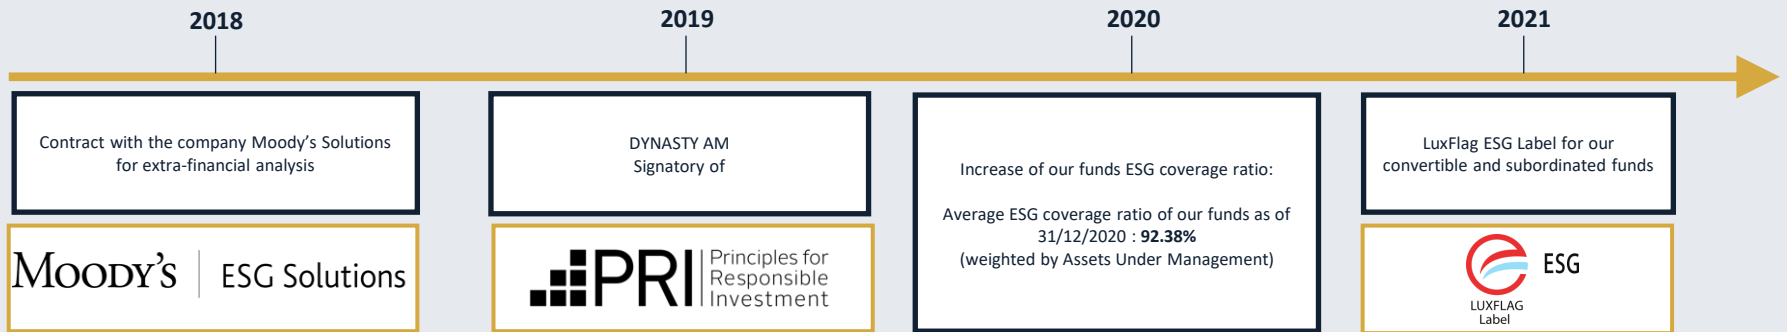 2018
2019
2020
2021
Contract with the company Moody's Solutions
for extra-financial analysis
MOODY'S | ESG Solutions
DYNASTY AM
Signatory of
PRI
Principles for
Responsible
Investment
Increase of our funds ESG coverage ratio:
Average ESG coverage ratio of our funds as of
31/12/2020 : 92.38%
(weighted by Assets Under Management)
LuxFlag ESG Label for our
convertible and subordinated funds
ESG
LUXFLAG
Label